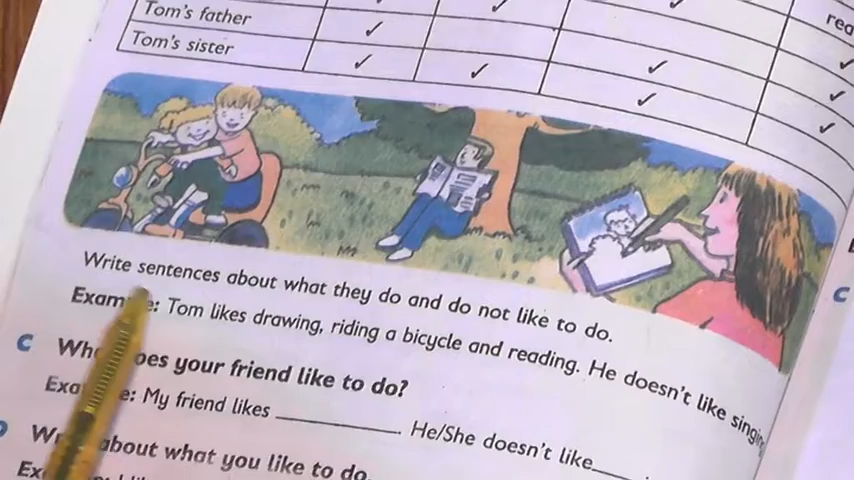 Tom's father
Tom's sister
Write sentences about what they do and do not like to do.
Tom likes drawing, riding a bicycle and reading. He doesn't like singing
C
your friend like to do?
My friend likes ____________. He/She doesn't like____.
about what you like to do.
C